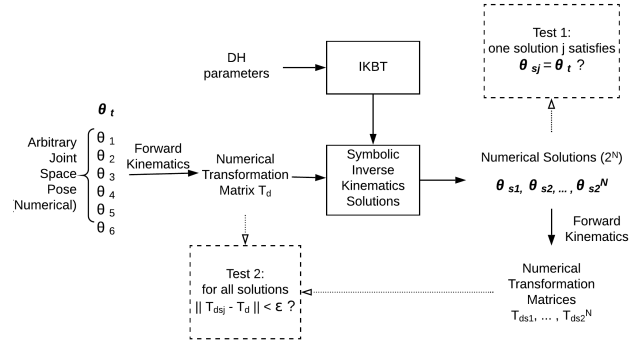 Test 1:
one solution j satisfies
θ sj = θ t ?
DH
parameters
IKBT
θ t
Arbitrary
Joint
Space
Pose
(Numerical)
θ 1
θ 2
θ 3
θ 4
θ 5
θ 6
Forward
Kinematics
Numerical
Transformation
Matrix Td
Symbolic
Inverse
Kinematics
Solutions
Numerical Solutions (2N)
θ s1, θ s2, ... , θ s2N
Forward
Kinematics
Test 2:
for all solutions
|| Tdsj - Td || < ε ?
Numerical
Transformation
Matrices
Tds1, ... , Tds2N